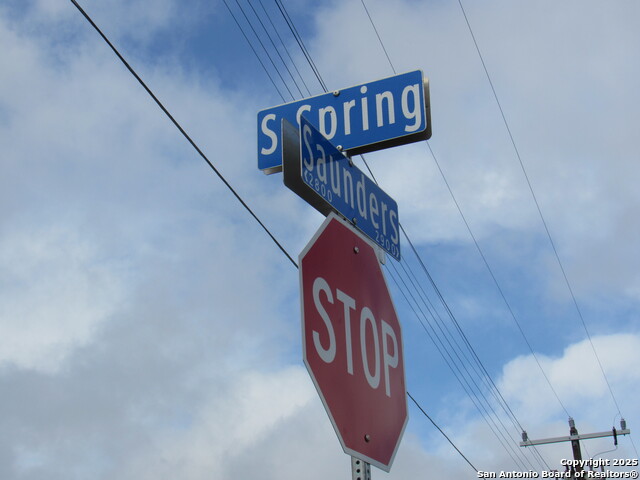 S Spring
Saunders
2800
2900
STOP
Copyright © 2025
San Antonio Board of Realtors®